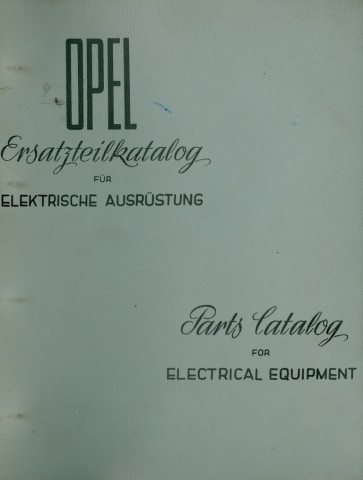 OPEL
Ersatzteilkatalog
FÜR
ELEKTRISCHE AUSRÜSTUNG
Parts Catalog
FOR
ELECTRICAL EQUIPMENT